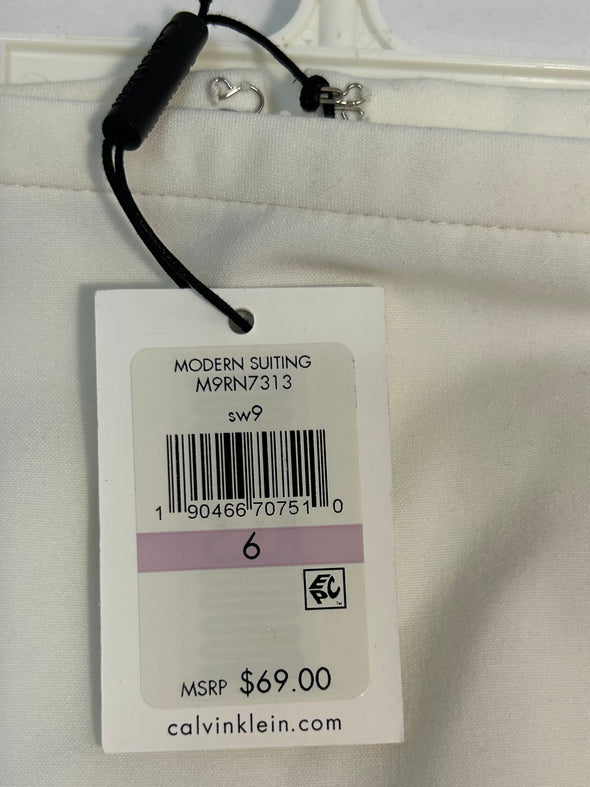 MODERN SUITING
M9RN7313
sw9
1 90466 70751 0
6
EPC
MSRP $69.00
calvinklein.com